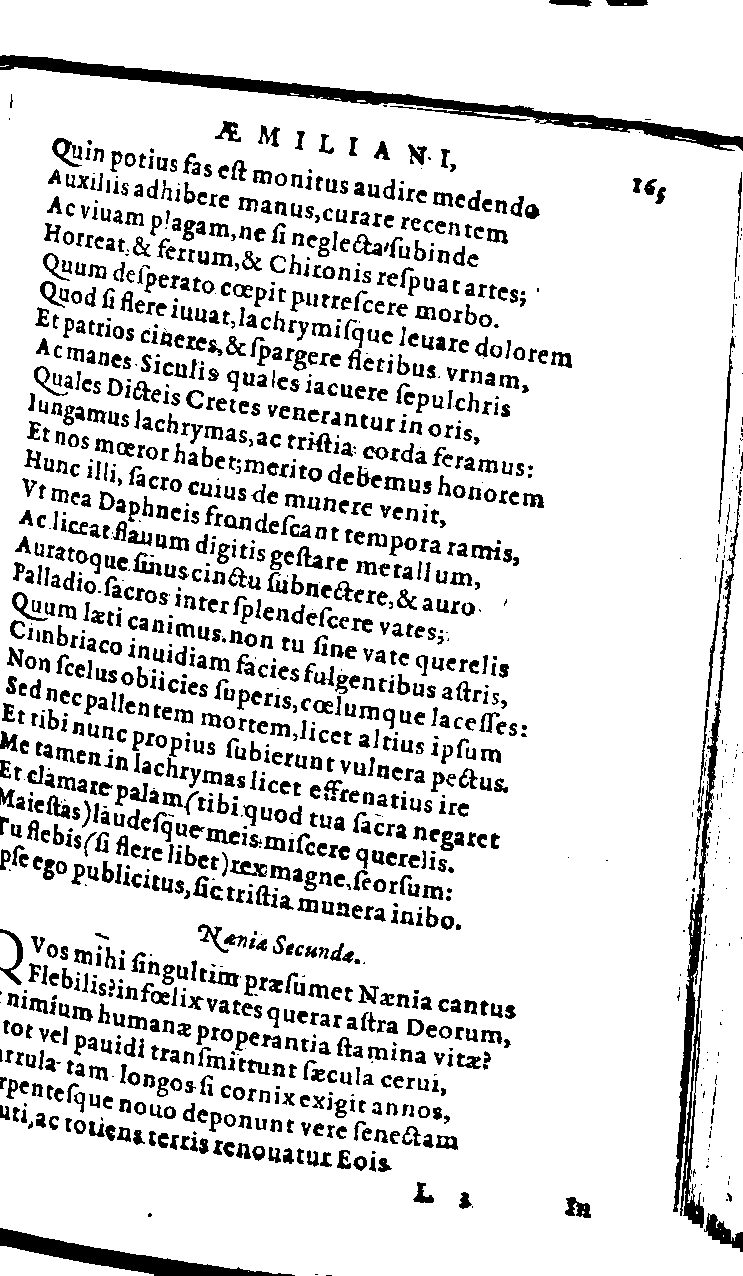 ÆMILIANI,
165
Quin potius fas eſt monitus audire medendo
Auxiliis adhibere manus, curare recentem
Ac viuam plagam, ne ſi neglecta ſubinde
Horreat, & ferrum, & Chironis reſpuat artes;
Quum deſperato cœpit putreſcere morbo.
Quod ſi flere iuuat, lachrymiſque leuare dolorem
Et patrios cineres, & ſpargere fletibus vrnam,
Ac manes Siculis quales iacuere ſepulchris
Quales Dicteis Cretes venerantur in oris,
Iungamus lachrymas, ac triſtia corda feramus:
Et nos mœror habet; merito debemus honorem
Hunc illi, ſacro cuius de munere venit,
Vt mea Daphneis frondeſcant tempora ramis,
Ac liceat flauum digitis geſtare metallum,
Auratoque ſinus cinctu ſubnectere, & auro
Palladio ſacros inter ſplendeſcere vates;
Quum læti canimus. non tu ſine vate querelis
Cimbriaco inuidiam facies fulgentibus aſtris,
Non ſcelus obiicies ſuperis, cœlumque laceſſes:
Sed nec pallentem mortem, licet altius ipſum
Et tibi nunc propius ſubierunt vulnera pectus.
Me tamen in lachrymas licet effrenatius ire
Et clamare palam (tibi quod tua ſacra negaret
Maieſtas) laudeſque meis miſcere querelis.
Tu flebis (ſi flere libet) rex magne, ſeorſum:
pſe ego publicitus, ſic triſtia munera inibo.
Nænia Secunda.
QVos mihi ſingultim præſumet Nænia cantus
Flebilis? infœlix vates querar aſtra Deorum,
nimíum humanæ properantia ſtamina vitæ?
tot vel pauidi tranſmittunt ſæcula cerui,
arrula tam longos ſi cornix exigit annos,
rpenteſque nouo deponunt vere ſenectam
uti, ac totiens terris renouatur Eois
L 3
In